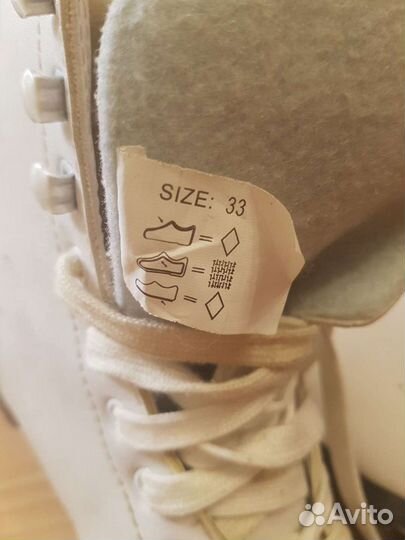 SIZE: 33
=
=
=
Avito